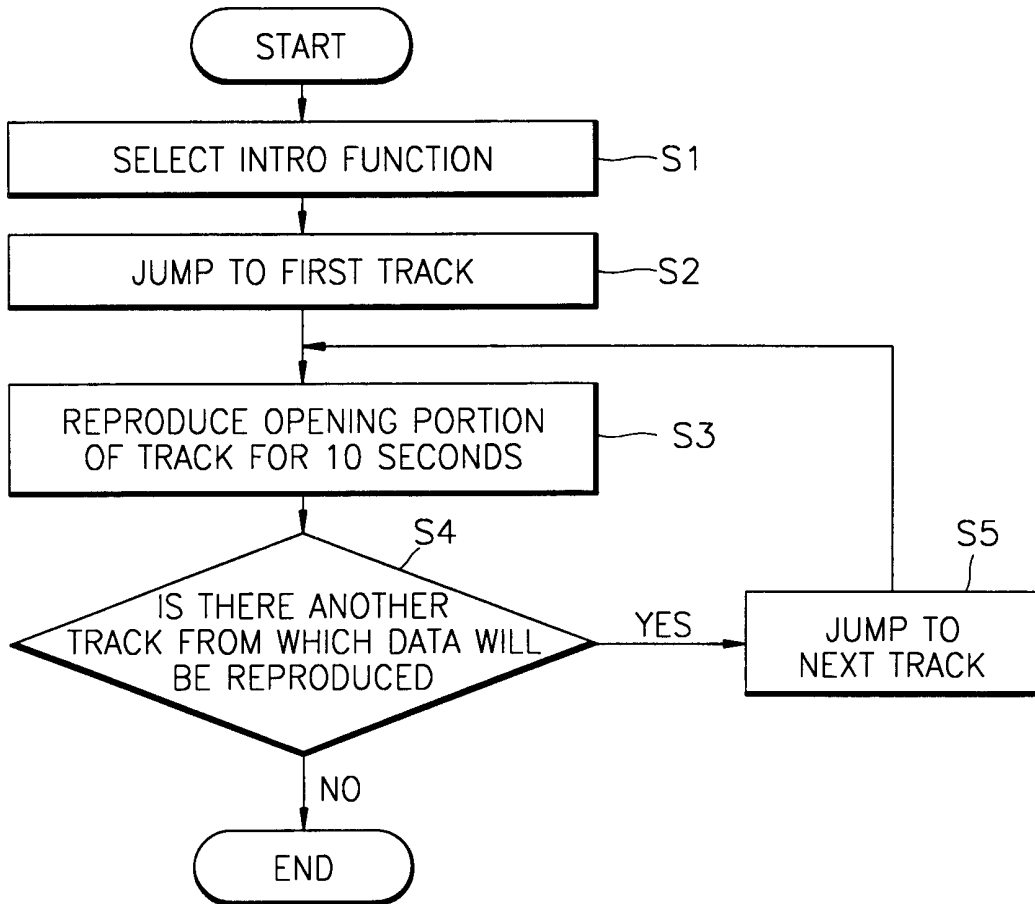 START
SELECT INTRO FUNCTION
S1
JUMP TO FIRST TRACK
S2
REPRODUCE OPENING PORTION
OF TRACK FOR 10 SECONDS
S3
S4
IS THERE ANOTHER
TRACK FROM WHICH DATA WILL
BE REPRODUCED
YES
S5
JUMP TO
NEXT TRACK
NO
END